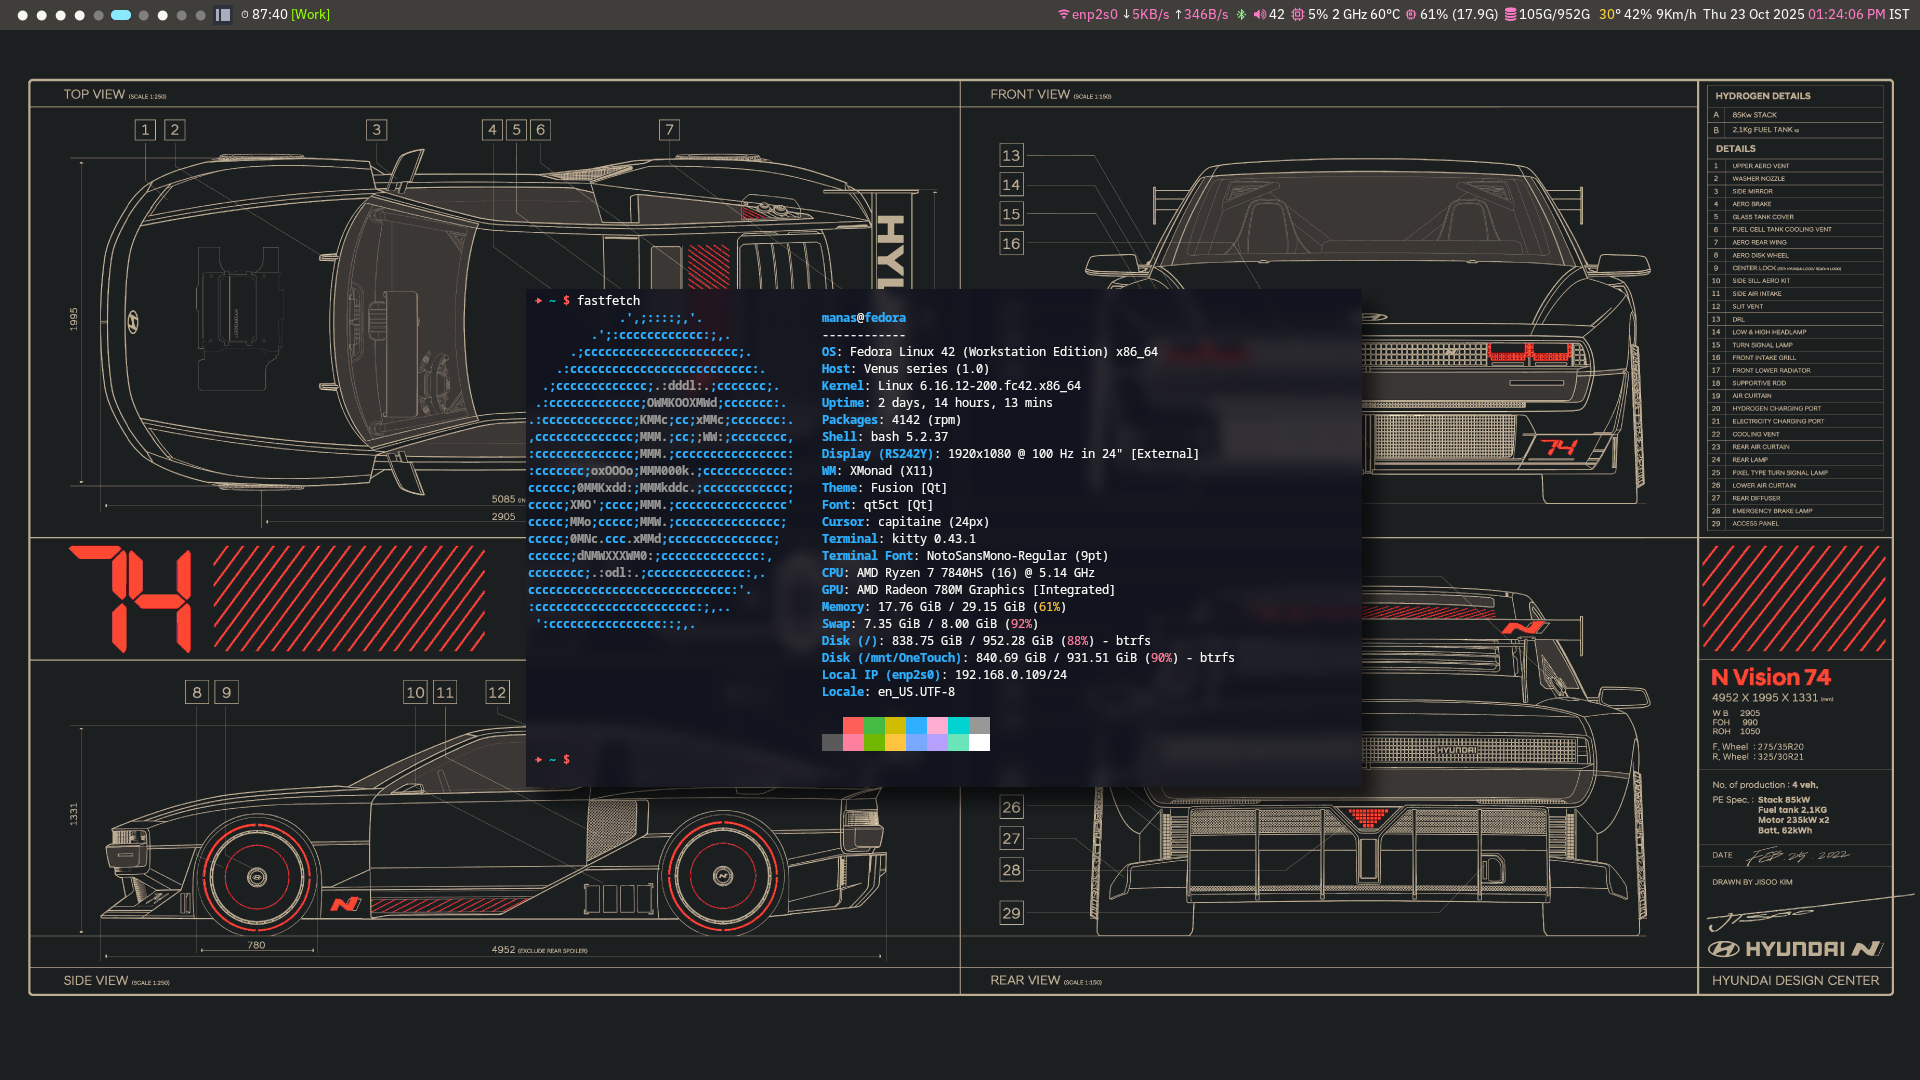 87:40 [Work]
enp2s0 ↓5KB/s ↑346B/s 42 5% 2 GHz 60°C 61% (17.9G) 105G/952G 30° 42% 9Km/h Thu 23 Oct 2025 01:24:06 PM IST
TOP VIEW (SCALE 1:250)
1 2 3 4 5 6 7
1995
HYU
5085
2905
FRONT VIEW (SCALE 1:150)
13
14
15
16
74
HYDROGEN DETAILS
A 85Kw STACK
B 2,1Kg FUEL TANK x2
DETAILS
1 UPPER AERO VENT
2 WASHER NOZZLE
3 SIDE MIRROR
4 AERO BRAKE
5 GLASS TANK COVER
6 FUEL CELL TANK COOLING VENT
7 AERO REAR WING
8 AERO DISK WHEEL
9 CENTER LOCK
10 SIDE SILL AERO KIT
11 SIDE AIR INTAKE
12 SLIT VENT
13 DRL
14 LOW & HIGH HEADLAMP
15 TURN SIGNAL LAMP
16 FRONT INTAKE GRILL
17 FRONT LOWER RADIATOR
18 SUPPORTIVE ROD
19 AIR CURTAIN
20 HYDROGEN CHARGING PORT
21 ELECTRICITY CHARGING PORT
22 COOLING VENT
23 REAR AIR CURTAIN
24 REAR LAMP
25 PIXEL TYPE TURN SIGNAL LAMP
26 LOWER AIR CURTAIN
27 REAR DIFFUSER
28 EMERGENCY BRAKE LAMP
29 ACCESS PANEL
~ $ fastfetch
manas@fedora
------------
OS: Fedora Linux 42 (Workstation Edition) x86_64
Host: Venus series (1.0)
Kernel: Linux 6.16.12-200.fc42.x86_64
Uptime: 2 days, 14 hours, 13 mins
Packages: 4142 (rpm)
Shell: bash 5.2.37
Display (RS242Y): 1920x1080 @ 100 Hz in 24" [External]
WM: XMonad (X11)
Theme: Fusion [Qt]
Font: qt5ct [Qt]
Cursor: capitaine (24px)
Terminal: kitty 0.43.1
Terminal Font: NotoSansMono-Regular (9pt)
CPU: AMD Ryzen 7 7840HS (16) @ 5.14 GHz
GPU: AMD Radeon 780M Graphics [Integrated]
Memory: 17.76 GiB / 29.15 GiB (61%)
Swap: 7.35 GiB / 8.00 GiB (92%)
Disk (/): 838.75 GiB / 952.28 GiB (88%) - btrfs
Disk (/mnt/OneTouch): 840.69 GiB / 931.51 GiB (90%) - btrfs
Local IP (enp2s0): 192.168.0.109/24
Locale: en_US.UTF-8
~ $
74
8 9 10 11 12
1331
N
780
4952 (EXCLUDE REAR SPOILER)
SIDE VIEW (SCALE 1:250)
N
HYUNDAI
26
27
28
29
REAR VIEW (SCALE 1:150)
N Vision 74
4952 X 1995 X 1331 (mm)
W B 2905
FOH 990
ROH 1050
F, Wheel : 275/35R20
R, Wheel : 325/30R21
No. of production : 4 veh,
PE Spec, : Stack 85kW
Fuel tank 2.1KG
Motor 235kW x2
Batt. 62kWh
DATE FEB. 25. 2022
DRAWN BY JISOO KIM
JISOO
HYUNDAI N
HYUNDAI DESIGN CENTER